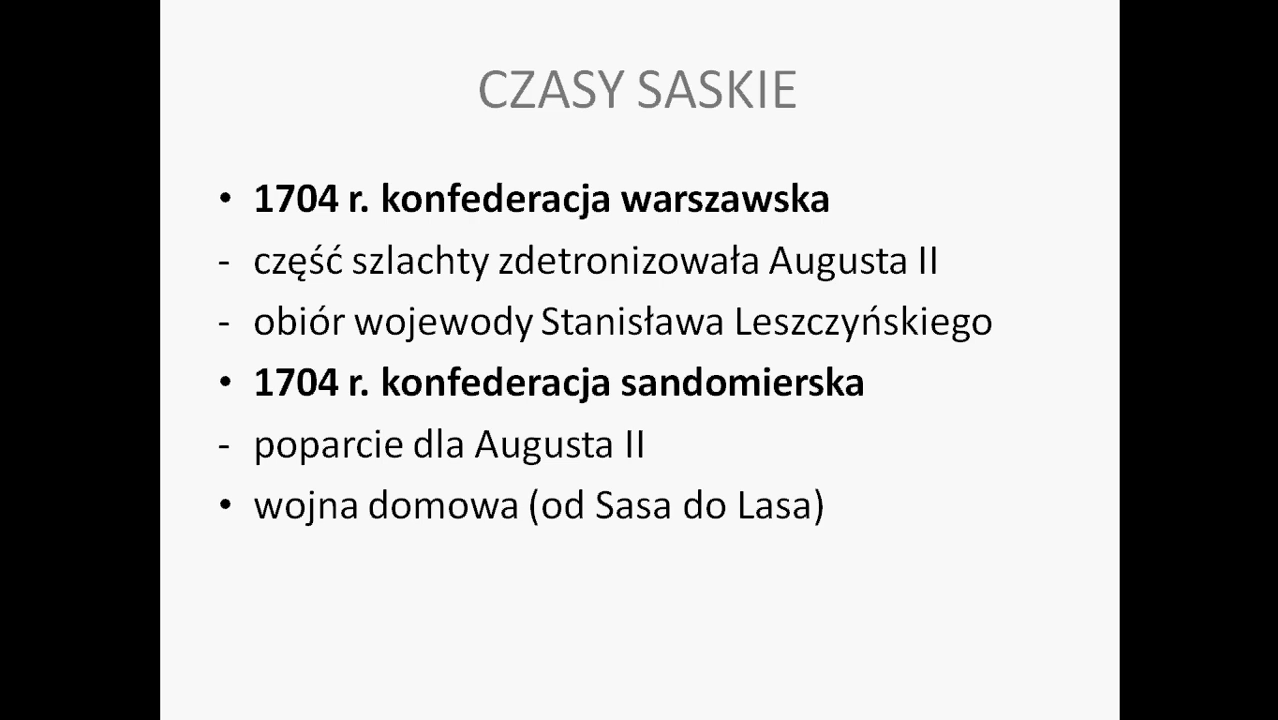 CZASY SASKIE
• 1704 r. konfederacja warszawska
- część szlachty zdetronizowała Augusta II
- obiór wojewody Stanisława Leszczyńskiego
• 1704 r. konfederacja sandomierska
- poparcie dla Augusta II
• wojna domowa (od Sasa do Lasa)